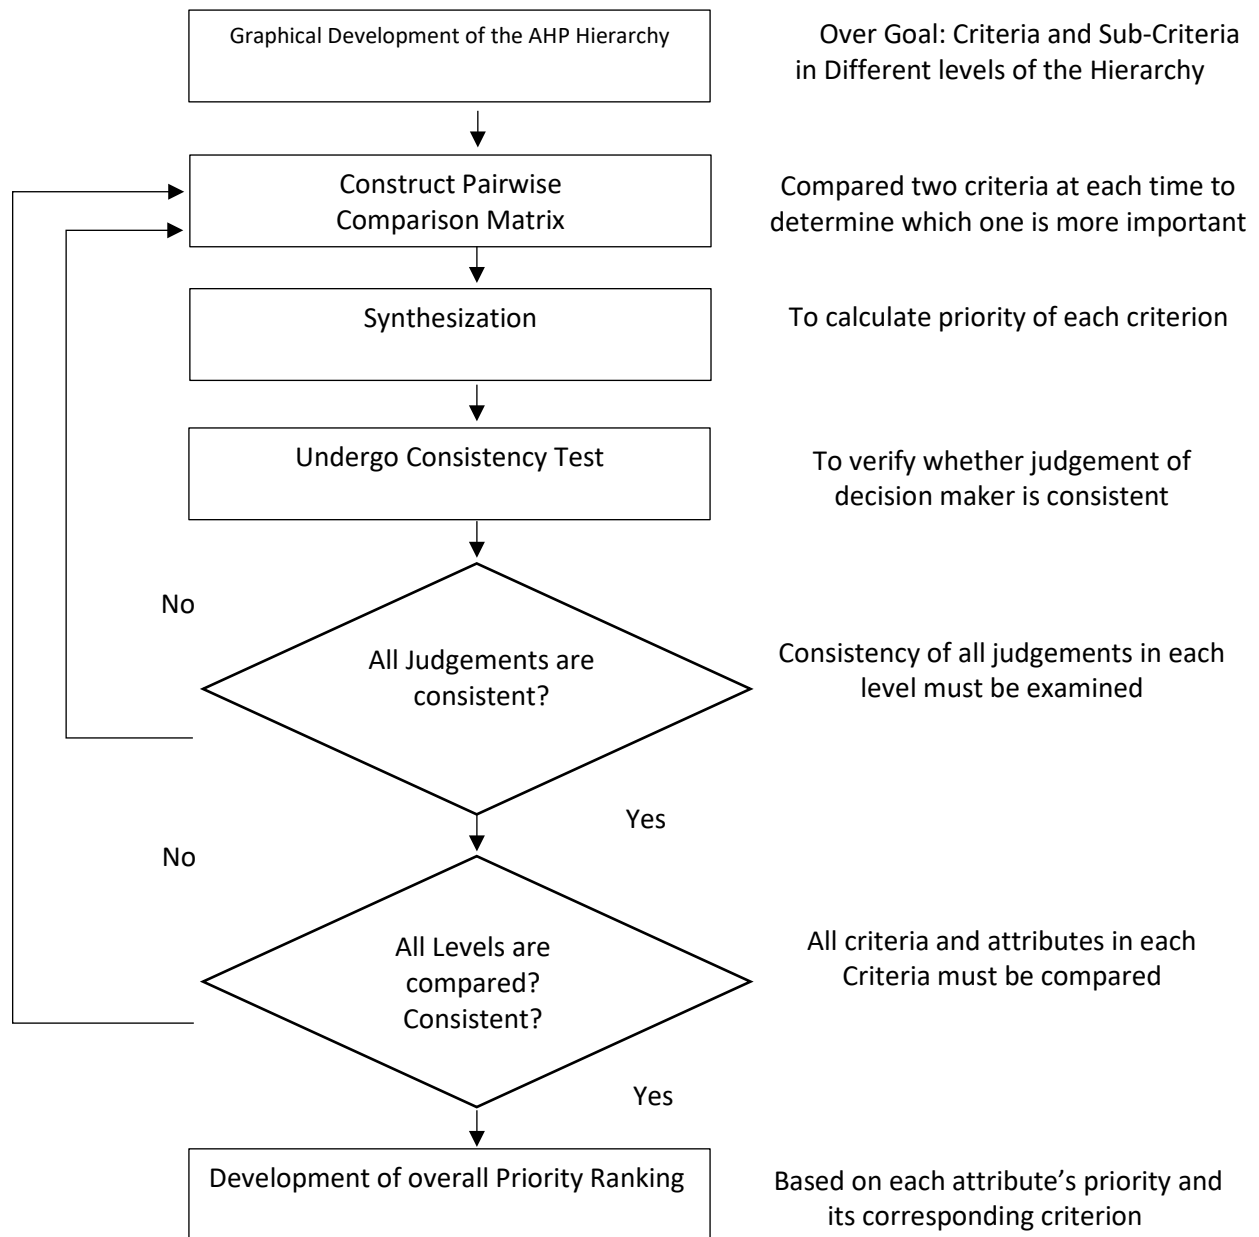 Graphical Development of the AHP Hierarchy
Over Goal: Criteria and Sub-Criteria
in Different levels of the Hierarchy
Construct Pairwise
Comparison Matrix
Compared two criteria at each time to
determine which one is more important
Synthesization
To calculate priority of each criterion
Undergo Consistency Test
To verify whether judgement of
decision maker is consistent
No
All Judgements are
consistent?
Consistency of all judgements in each
level must be examined
Yes
No
All Levels are
compared?
Consistent?
All criteria and attributes in each
Criteria must be compared
Yes
Development of overall Priority Ranking
Based on each attribute’s priority and
its corresponding criterion